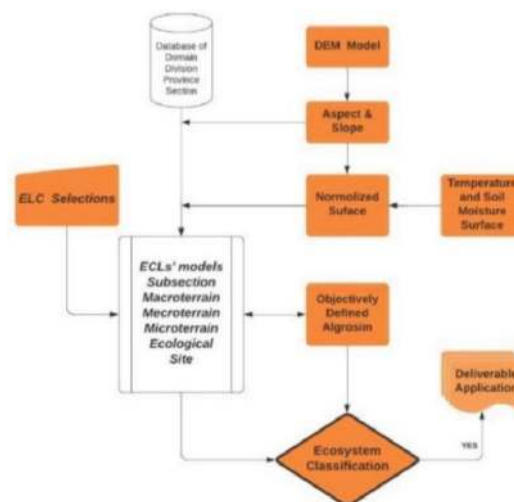 Database of
Domain
Division
Province
Section
DEM Model
Aspect &
Slope
ELC Selections
Normalized
Suface
Temperature
and Soil
Moisture
Surface
ECLs' models
Subsection
Macroterrain
Mecroterrain
Microterrain
Ecological
Site
Objectively
Defined
Algrosim
Deliverable
Application
YES
Ecosystem
Classification